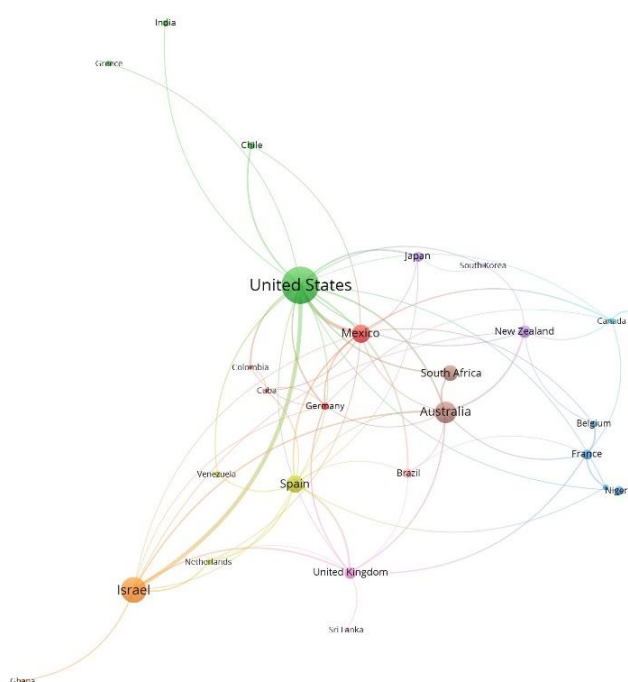 India
Greece
Chile
United States
Japan
South Korea
Mexico
New Zealand
Canada
Colombia
South Africa
Cuba
Germany
Australia
Belgium
France
Venezuela
Spain
Brazil
Niger
Netherlands
United Kingdom
Israel
Sri Lanka
Ghana